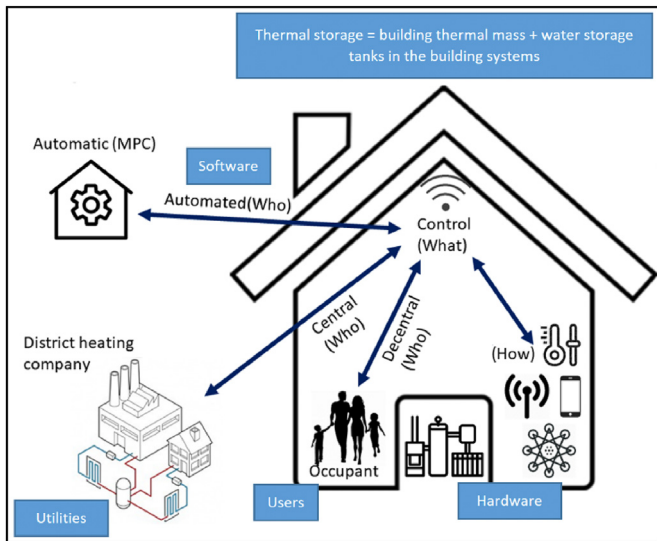 Thermal storage = building thermal mass + water storage
tanks in the building systems
Automatic (MPC)
Software
Automated(Who)
Control
(What)
Central
(Who)
Decentral
(Who)
(How)
District heating
company
Occupant
Utilities
Users
Hardware